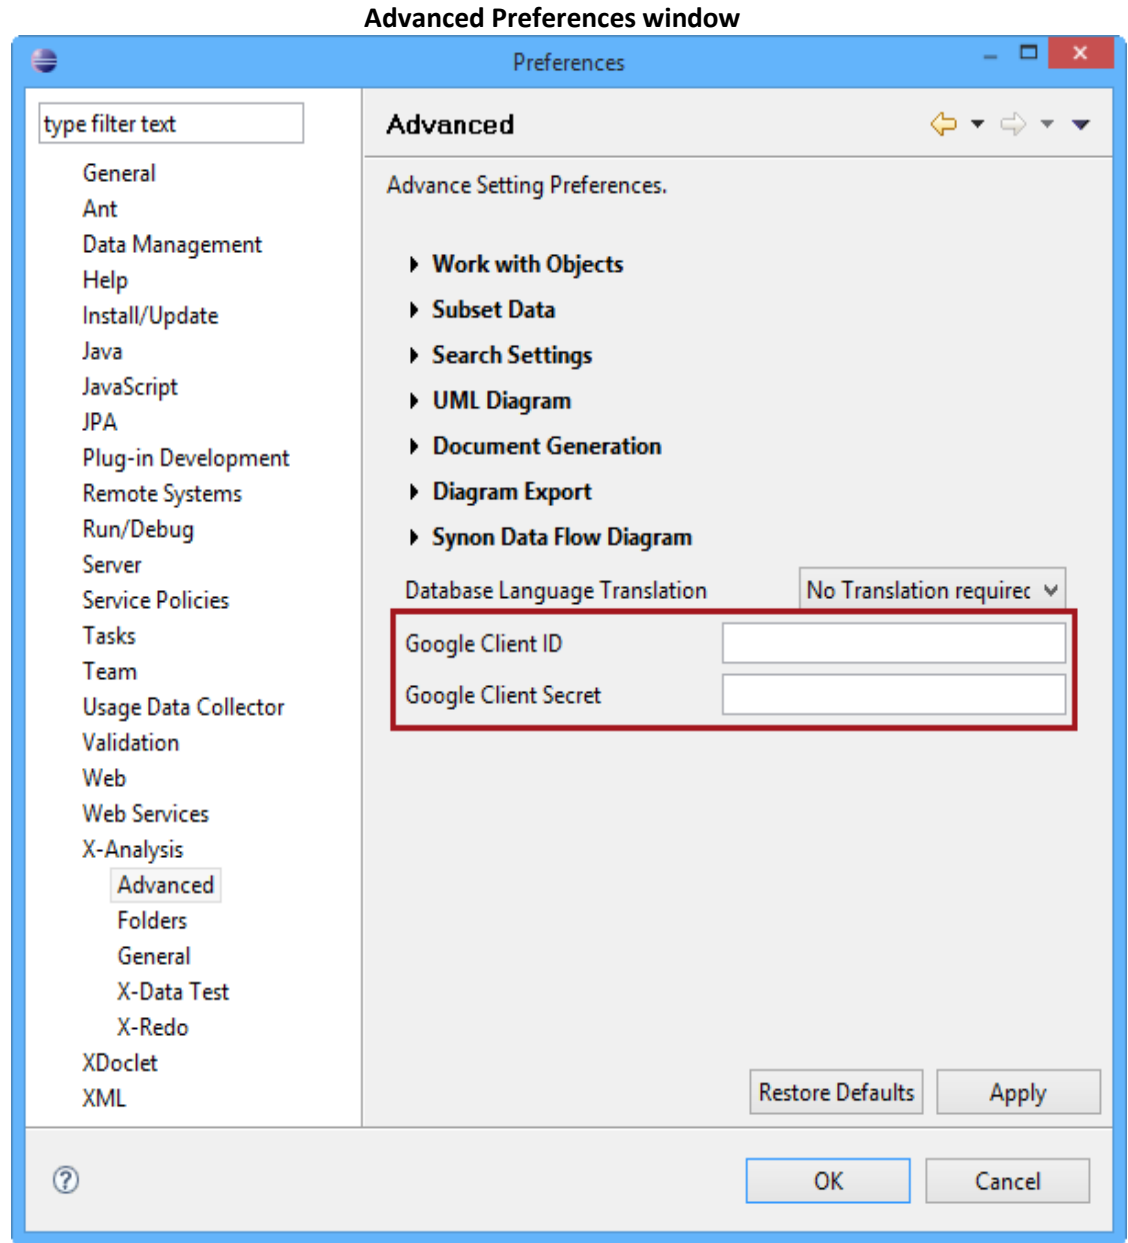 Advanced Preferences window
Preferences
type filter text
General
Ant
Data Management
Help
Install/Update
Java
JavaScript
JPA
Plug-in Development
Remote Systems
Run/Debug
Server
Service Policies
Tasks
Team
Usage Data Collector
Validation
Web
Web Services
X-Analysis
Advanced
Folders
General
X-Data Test
X-Redo
XDoclet
XML
Advanced
Advance Setting Preferences.
Work with Objects
Subset Data
Search Settings
UML Diagram
Document Generation
Diagram Export
Synon Data Flow Diagram
Database Language Translation No Translation requirec
Google Client ID
Google Client Secret
Restore Defaults Apply
? OK Cancel